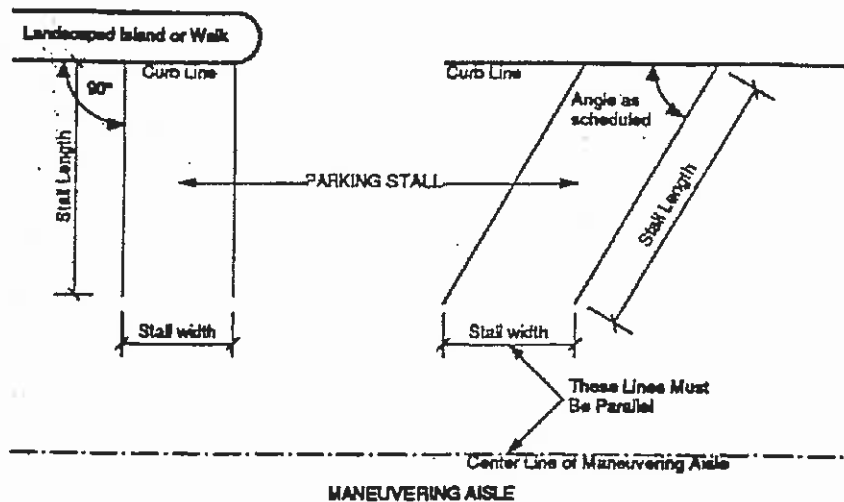 Landscaped Island or Walk
Curb Line
Curb Line
90°
Angle as
scheduled
Stall Length
PARKING STALL
Stall Length
Stall width
Stall width
These Lines Must
Be Parallel
Center Line of Maneuvering Aisle
MANEUVERING AISLE